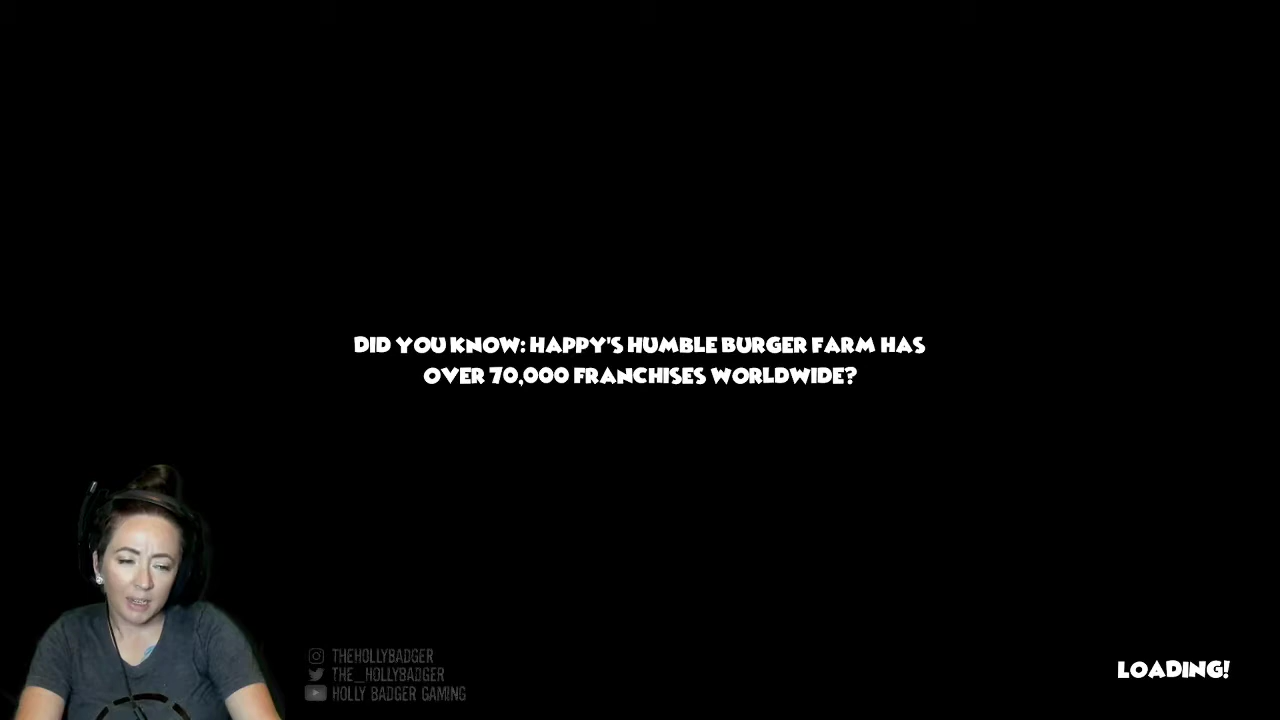 DID YOU KNOW: HAPPY'S HUMBLE BURGER FARM HAS
OVER 70,000 FRANCHISES WORLDWIDE?
THEHOLLYBADGER
THE_HOLLYBADGER
HOLLY BADGER GAMING
LOADING!